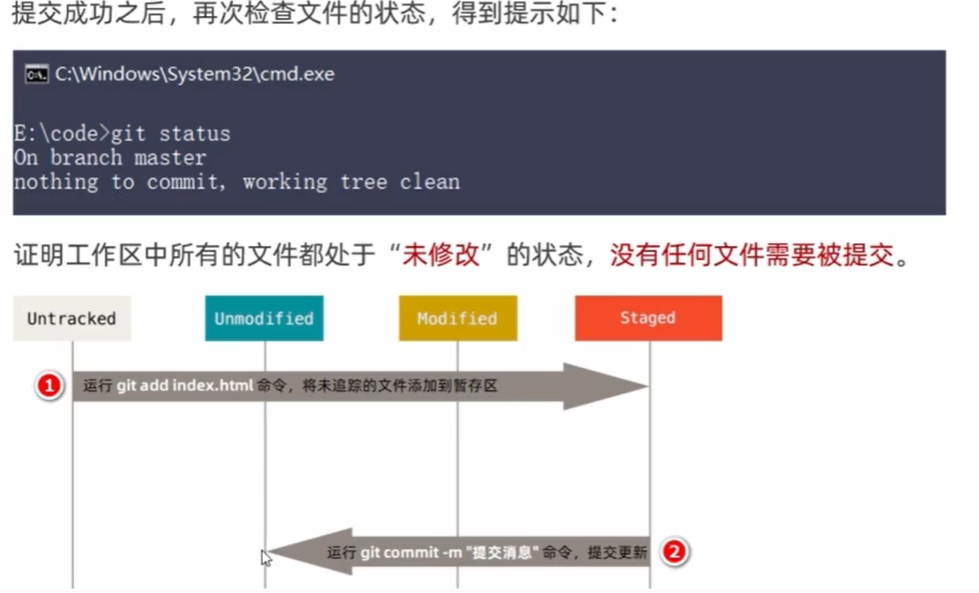 提交成功之后，再次检查文件的状态，得到提示如下：
C:\Windows\System32\cmd.exe
E:\code>git status
On branch master
nothing to commit, working tree clean
证明工作区中所有的文件都处于“未修改”的状态，没有任何文件需要被提交。
Untracked Unmodified Modified Staged
1 运行 git add index.html 命令，将未追踪的文件添加到暂存区
运行 git commit -m "提交消息" 命令，提交更新 2